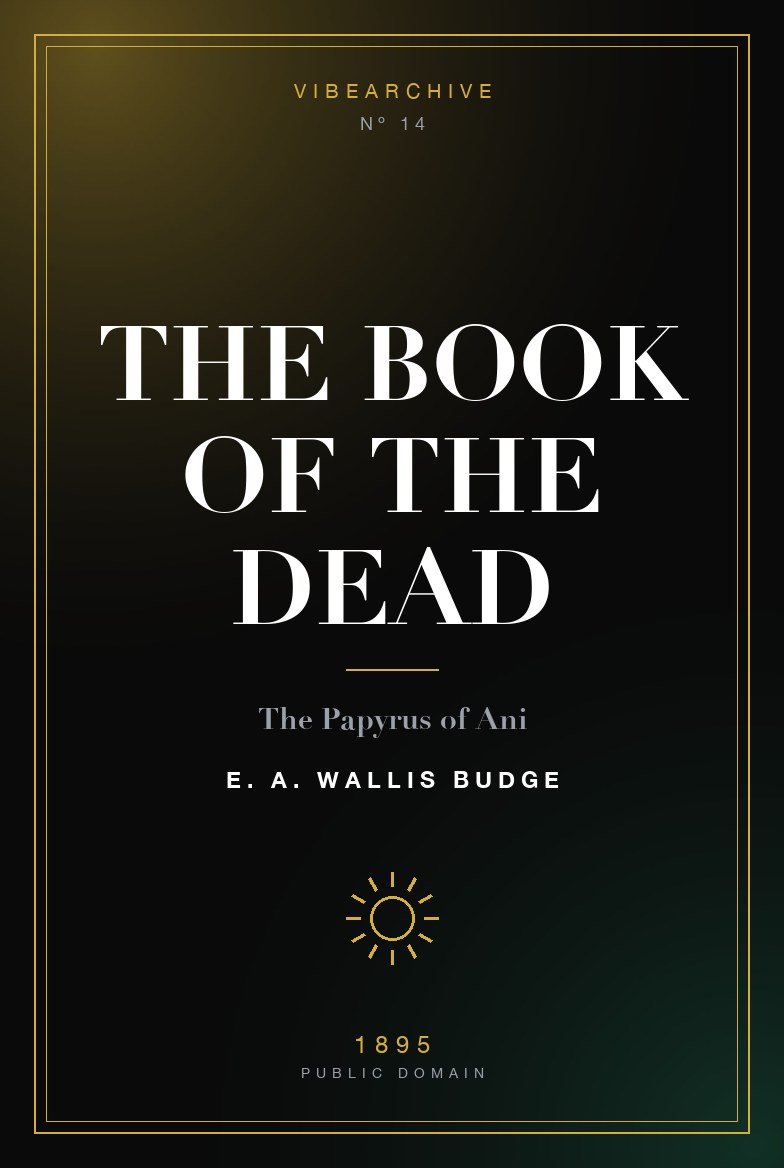 VIBEARCHIVE
N° 14
THE BOOK
OF THE
DEAD
The Papyrus of Ani
E. A. WALLIS BUDGE
1895
PUBLIC DOMAIN